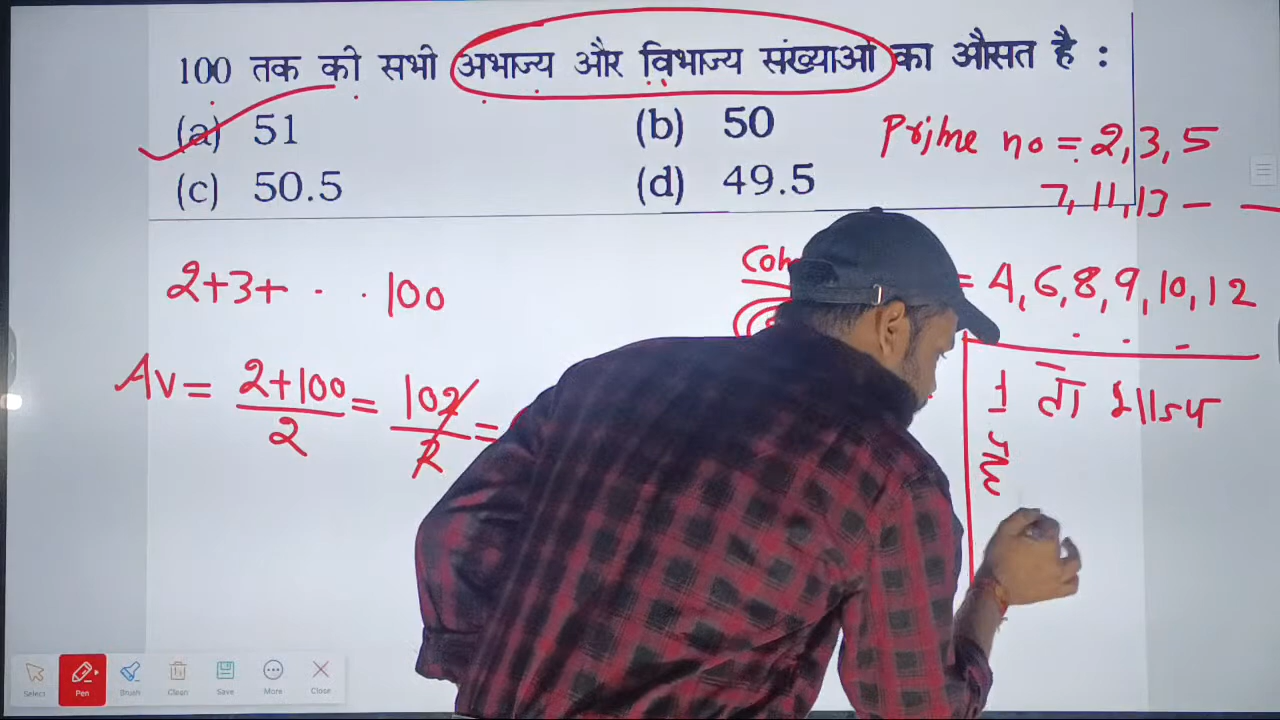 100 तक की सभी अभाज्य और विभाज्य संख्याओं का औसत है :
(a) 51
(b) 50
(c) 50.5
(d) 49.5
Prime no = 2, 3, 5
7, 11, 13 - -
= 4, 6, 8, 9, 10, 12
2+3+ - . . 100
Av = 2+100/2 = 102/2 =
1 ना
है
Select
Pen
Brush
Clean
Save
More
Close